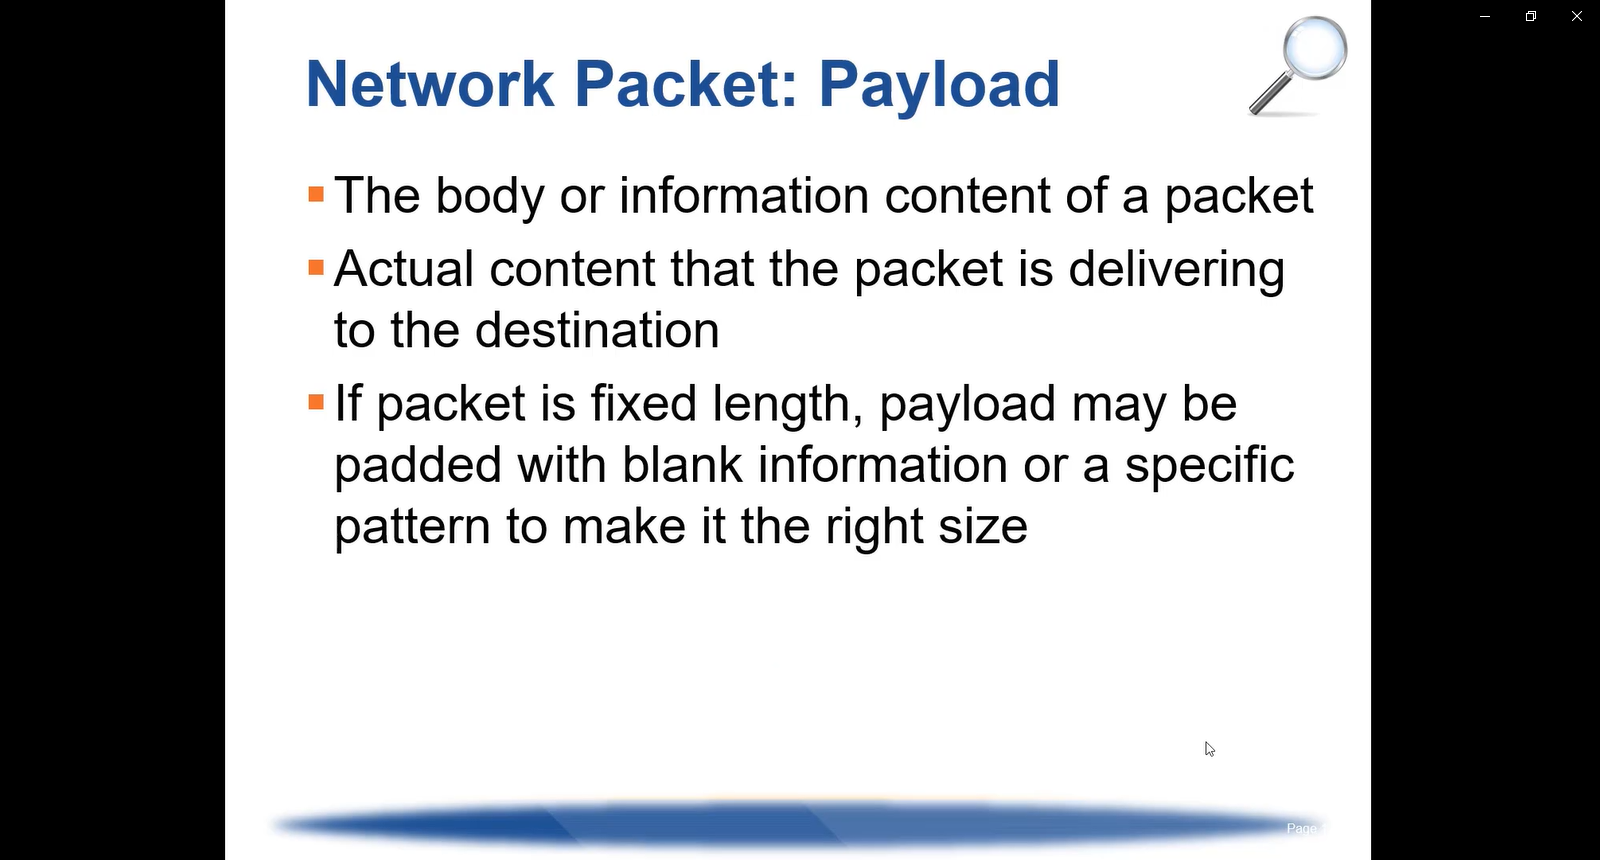 Network Packet: Payload
The body or information content of a packet
Actual content that the packet is delivering
to the destination
If packet is fixed length, payload may be
padded with blank information or a specific
pattern to make it the right size
Page